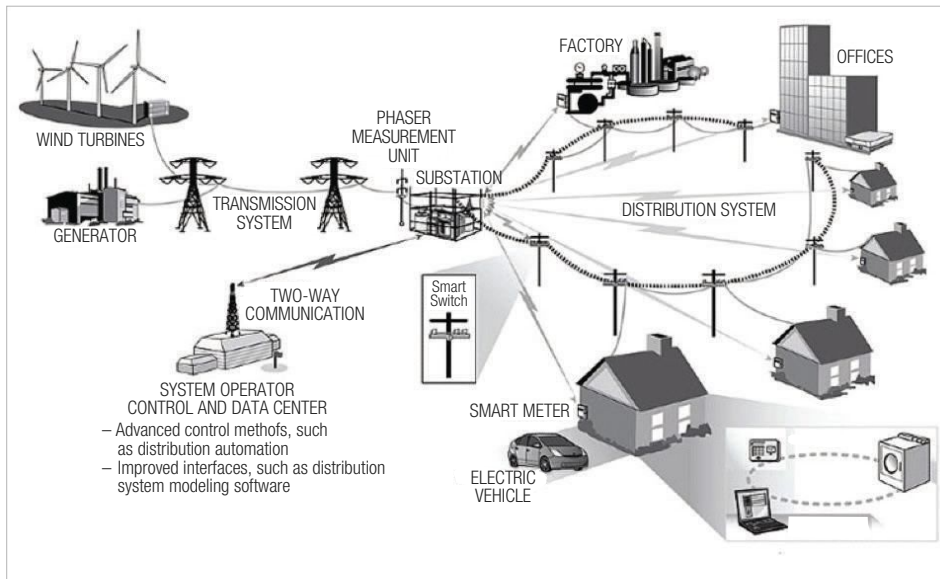 WIND TURBINES
GENERATOR
TRANSMISSION
SYSTEM
PHASER
MEASUREMENT
UNIT
SUBSTATION
FACTORY
OFFICES
DISTRIBUTION SYSTEM
TWO-WAY
COMMUNICATION
Smart
Switch
SYSTEM OPERATOR
CONTROL AND DATA CENTER
– Advanced control methofs, such
as distribution automation
– Improved interfaces, such as distribution
system modeling software
SMART METER
ELECTRIC
VEHICLE